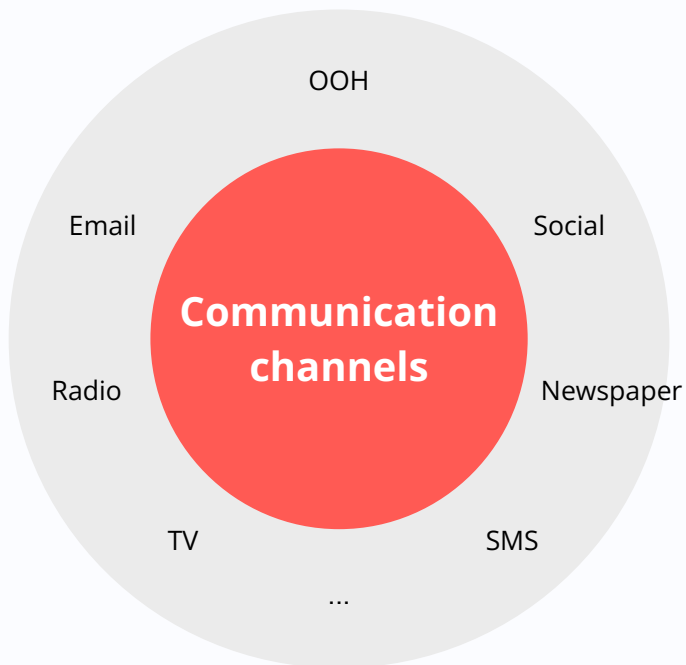 OOH
Email
Social
Communication
channels
Radio
Newspaper
TV
SMS
...